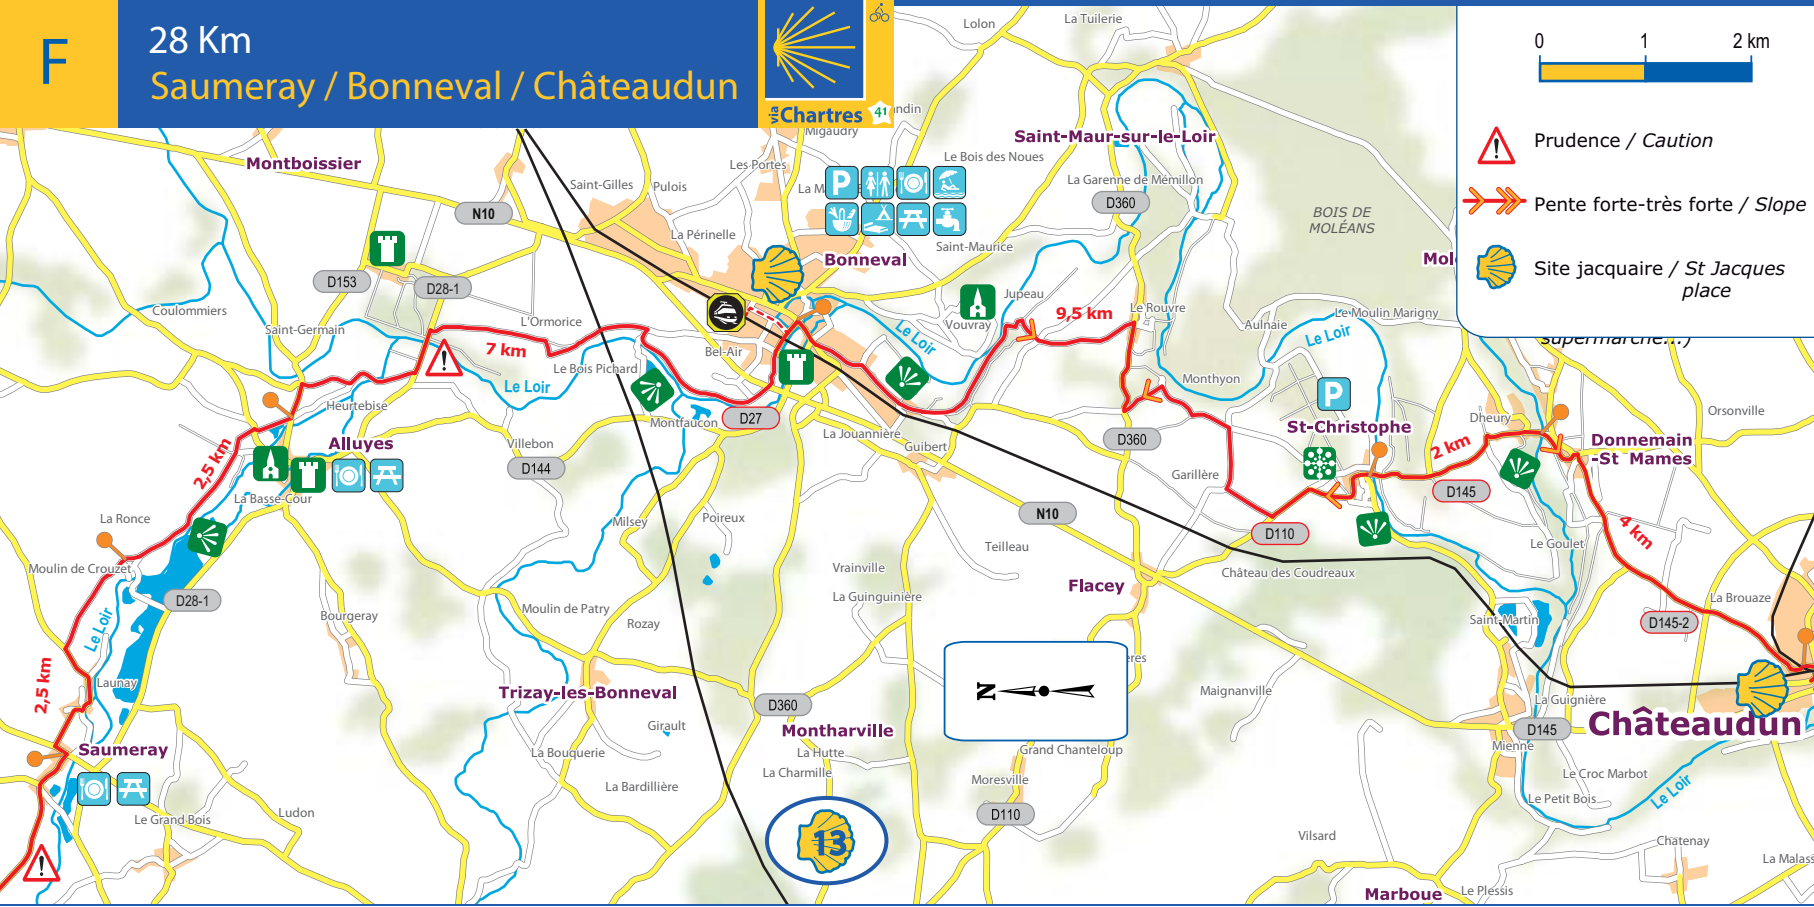 F
28 Km
Saumeray / Bonneval / Châteaudun
via Chartres
41
0 1 2 km
Prudence / Caution
Pente forte-très forte / Slope
Site jacquaire / St Jacques
place
supermarché...)
Lolon
La Tuilerie
Migaudry
Saint-Maur-sur-le-Loir
Montboissier
Les Portes
Le Bois des Noues
Saint-Gilles
Pulois
La Garenne de Mémillon
D360
N10
P
BOIS DE
MOLÉANS
La Périnelle
Saint-Maurice
Bonneval
D153
D28-1
Jupeau
Coulommiers
L'Ormorice
Saint-Germain
Vouvray
9,5 km
Le Rouvre
Aulnaie
Le Moulin Marigny
Le Loir
Le Loir
7 km
Bel-Air
Le Bois Pichard
Le Loir
Monthyon
P
Heurtebise
Montfaucon
D27
La Jouannière
Guibert
D360
St-Christophe
Dheury
Orsonville
Donnemain
-St Mames
2 km
Alluyes
Villebon
D144
2,5 km
Garillère
D145
La Basse-Cour
La Ronce
Milsey
Poireux
N10
D110
4 km
Teilleau
Le Goulet
Moulin de Crouzet
Vrainville
Flacey
Château des Coudreaux
D28-1
La Guinguinière
La Brouaze
Bourgeray
Moulin de Patry
Rozay
Saint-Martin
D145-2
Le Loir
2,5 km
Launay
Trizay-les-Bonneval
N
Maignanville
La Guignière
D360
Girault
Montharville
D145
Châteaudun
Saumeray
La Bouquerie
La Hutte
Grand Chanteloup
Mienne
La Charmille
Moresville
Le Croc Marbot
La Bardillière
Le Petit Bois
Le Loir
Le Grand Bois
Ludon
D110
13
Vilsard
Chatenay
Marboue
Le Plessis